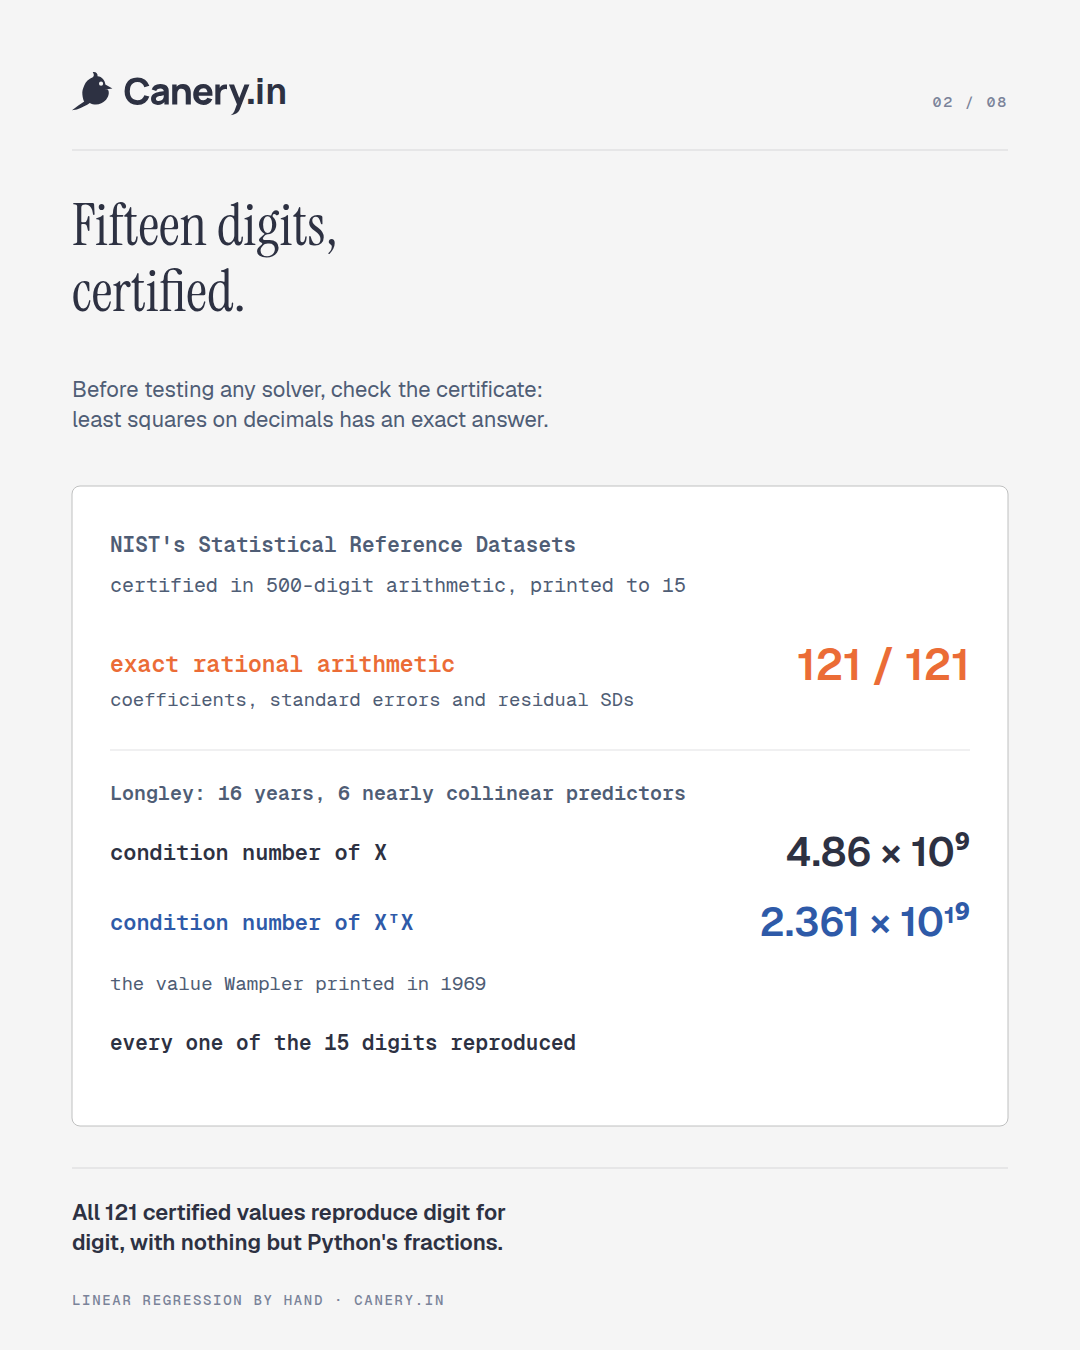 Canery.in
02 / 08
Fifteen digits,
certified.
Before testing any solver, check the certificate:
least squares on decimals has an exact answer.
NIST's Statistical Reference Datasets
certified in 500-digit arithmetic, printed to 15
exact rational arithmetic
121 / 121
coefficients, standard errors and residual SDs
Longley: 16 years, 6 nearly collinear predictors
condition number of X
4.86 × 10⁹
condition number of XᵀX
2.361 × 10¹⁹
the value Wampler printed in 1969
every one of the 15 digits reproduced
All 121 certified values reproduce digit for
digit, with nothing but Python's fractions.
LINEAR REGRESSION BY HAND · CANERY.IN